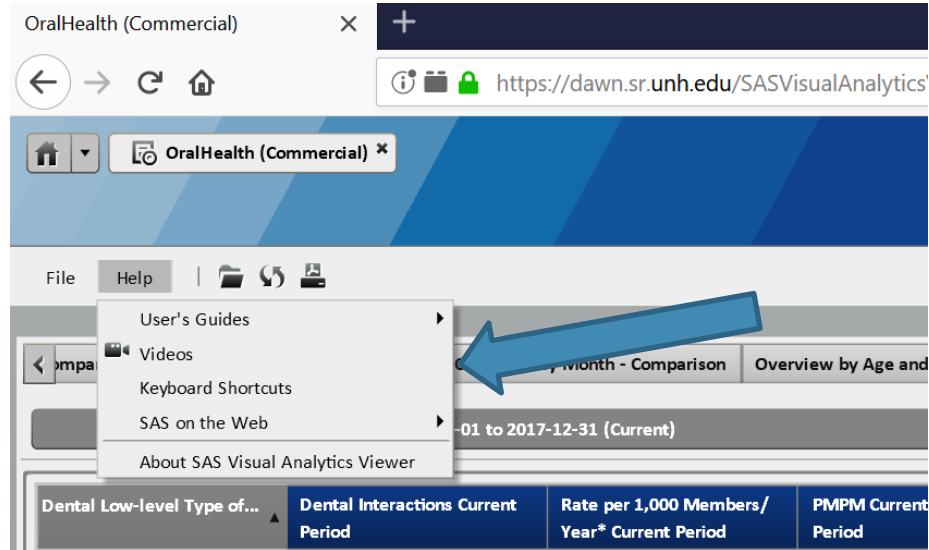 OralHealth (Commercial)
https://dawn.sr.unh.edu/SASVisualAnalytics
OralHealth (Commercial)
File Help
User's Guides
Videos
Keyboard Shortcuts
SAS on the Web
About SAS Visual Analytics Viewer
Month - Comparison
Overview by Age and
-01 to 2017-12-31 (Current)
Dental Low-level Type of...
Dental Interactions Current
Period
Rate per 1,000 Members/
Year* Current Period
PMPM Current
Period